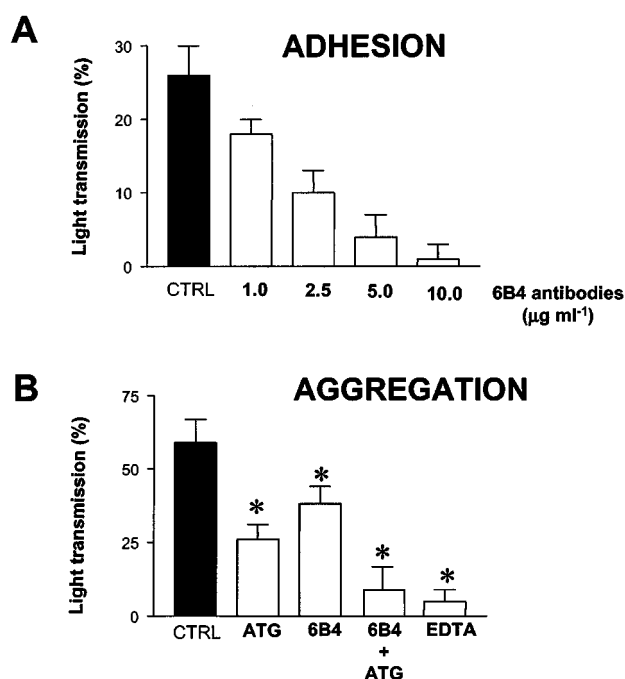 A
ADHESION
Light transmission (%)
30
20
10
0
CTRL 1.0 2.5 5.0 10.0 6B4 antibodies
(μg ml-1)
B
AGGREGATION
Light transmission (%)
75
50
25
0
* * * *
CTRL ATG 6B4 6B4 EDTA
+
ATG